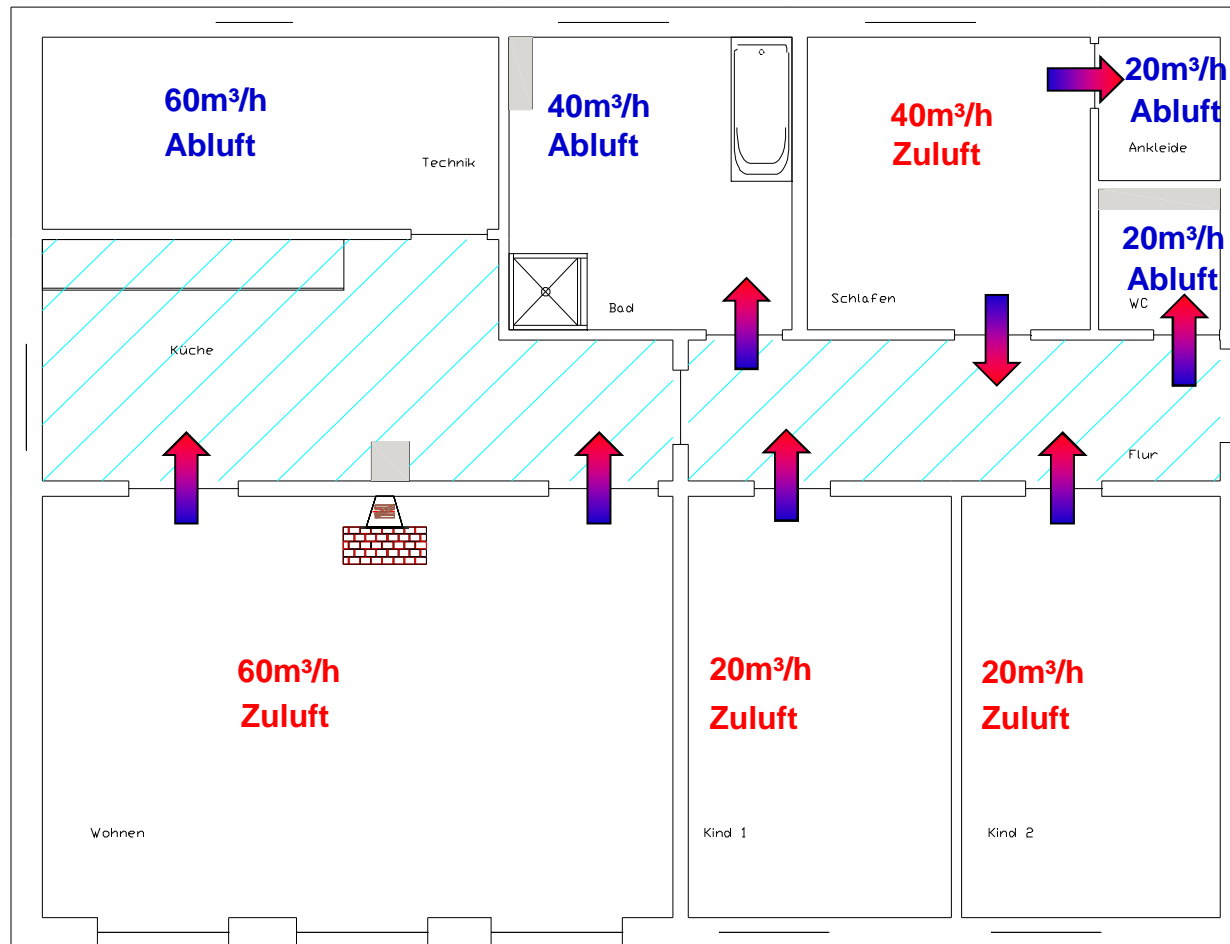 60m³/h
Abluft
Technik
40m³/h
Abluft
Bad
40m³/h
Zuluft
Schlafen
20m³/h
Abluft
Ankleide
20m³/h
Abluft
WC
Küche
Flur
60m³/h
Zuluft
Wohnen
20m³/h
Zuluft
Kind 1
20m³/h
Zuluft
Kind 2